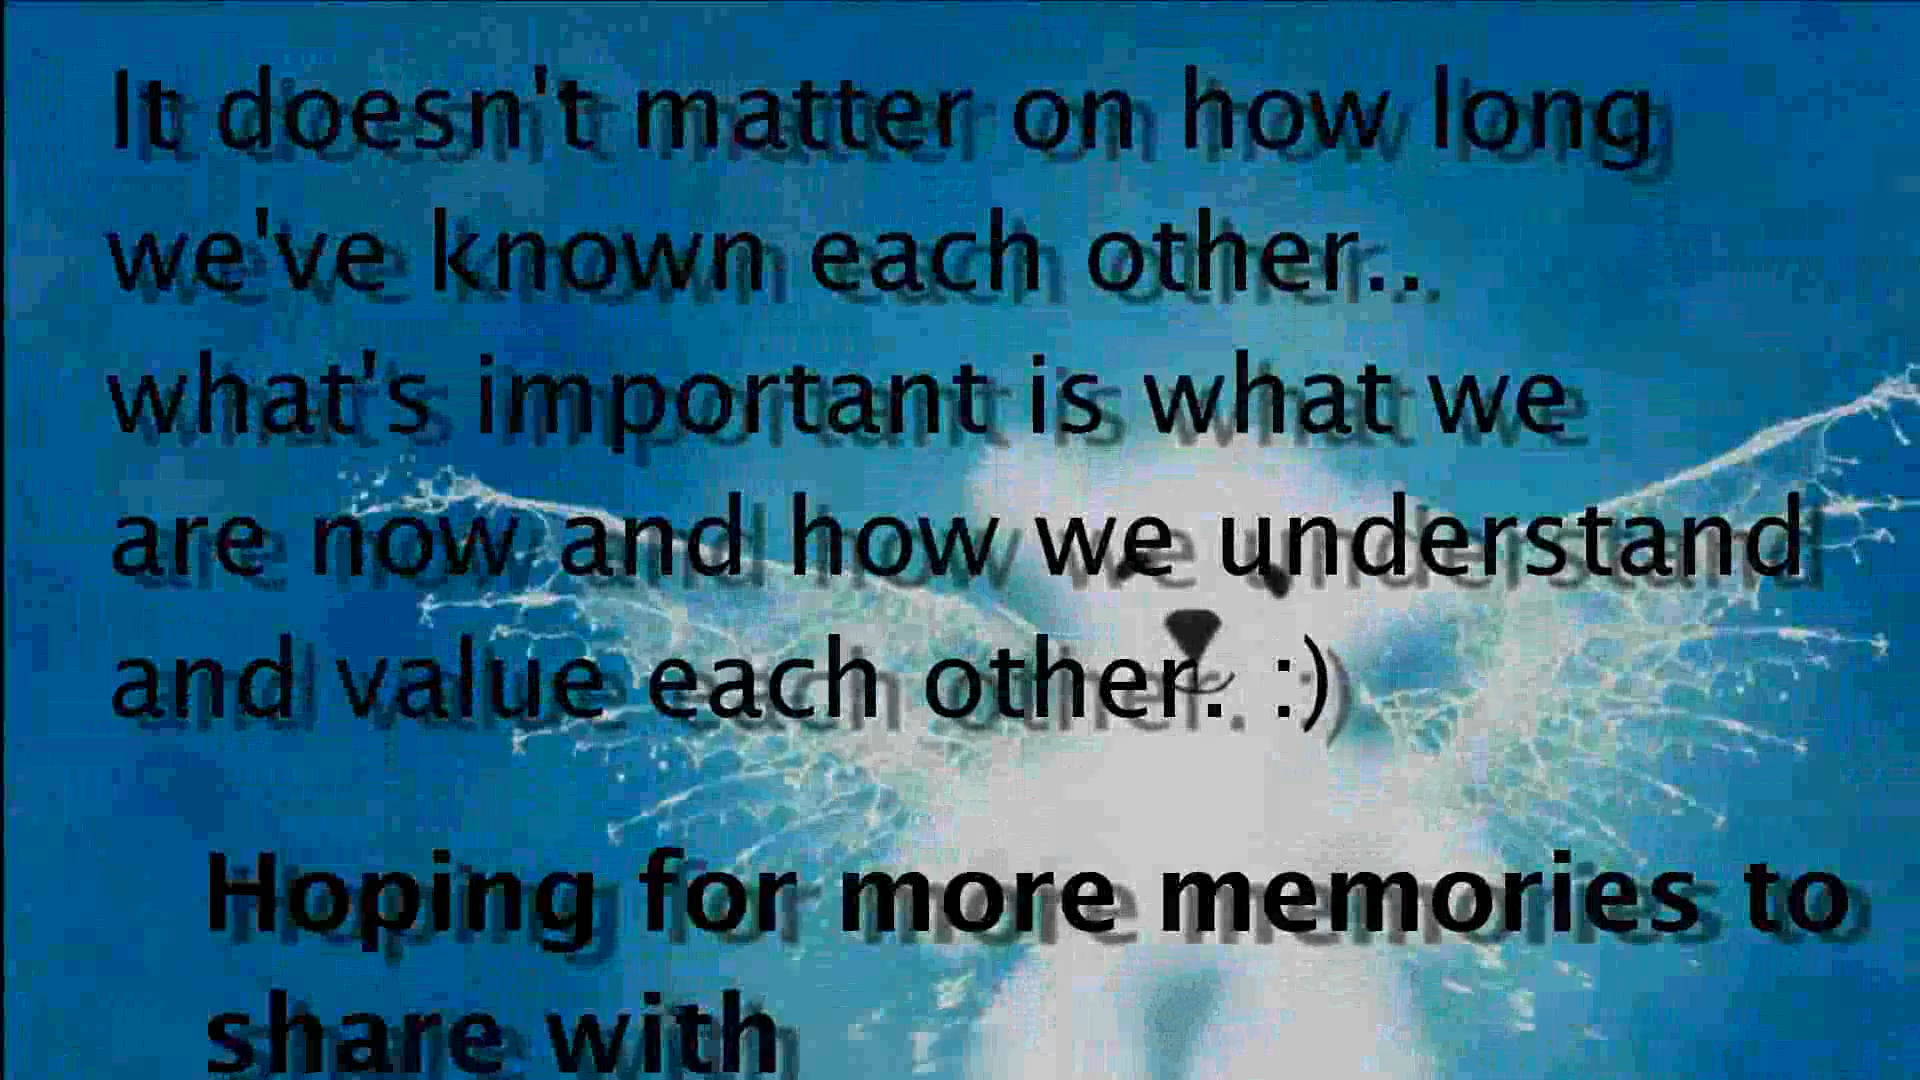 It doesn't matter on how long
we've known each other..
what's important is what we
are now and how we understand
and value each other. :)
Hoping for more memories to
share with